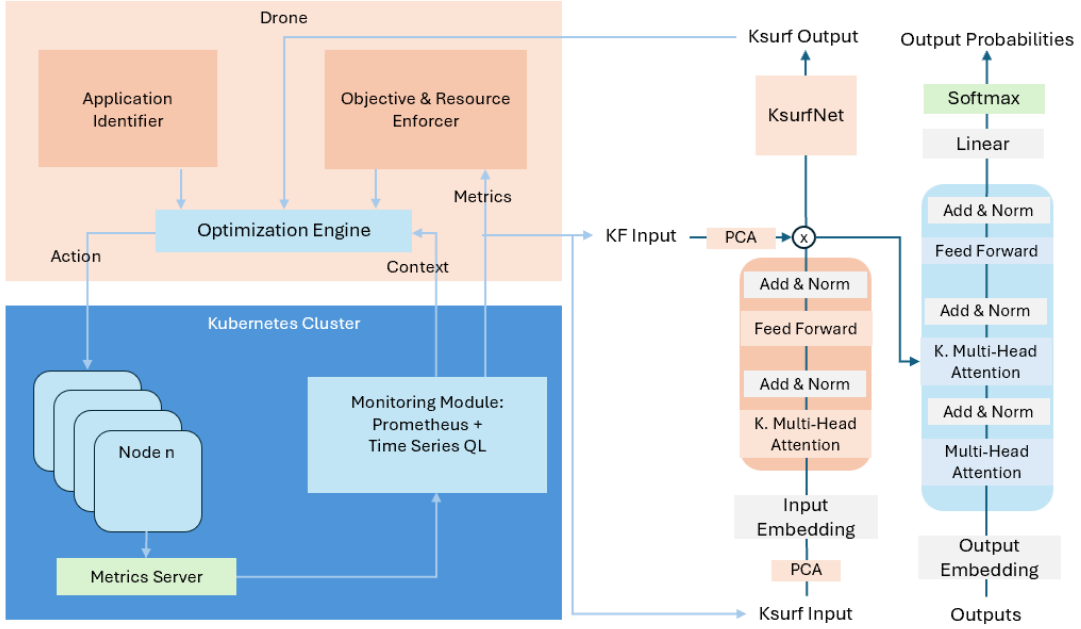 Drone
Application
Identifier
Objective & Resource
Enforcer
Metrics
Optimization Engine
Action
Context
Kubernetes Cluster
Monitoring Module:
Prometheus +
Time Series QL
Node n
Metrics Server
Ksurf Output
KsurfNet
KF Input
PCA
x
Add & Norm
Feed Forward
Add & Norm
K. Multi-Head
Attention
Input
Embedding
PCA
Ksurf Input
Output Probabilities
Softmax
Linear
Add & Norm
Feed Forward
Add & Norm
K. Multi-Head
Attention
Add & Norm
Multi-Head
Attention
Output
Embedding
Outputs